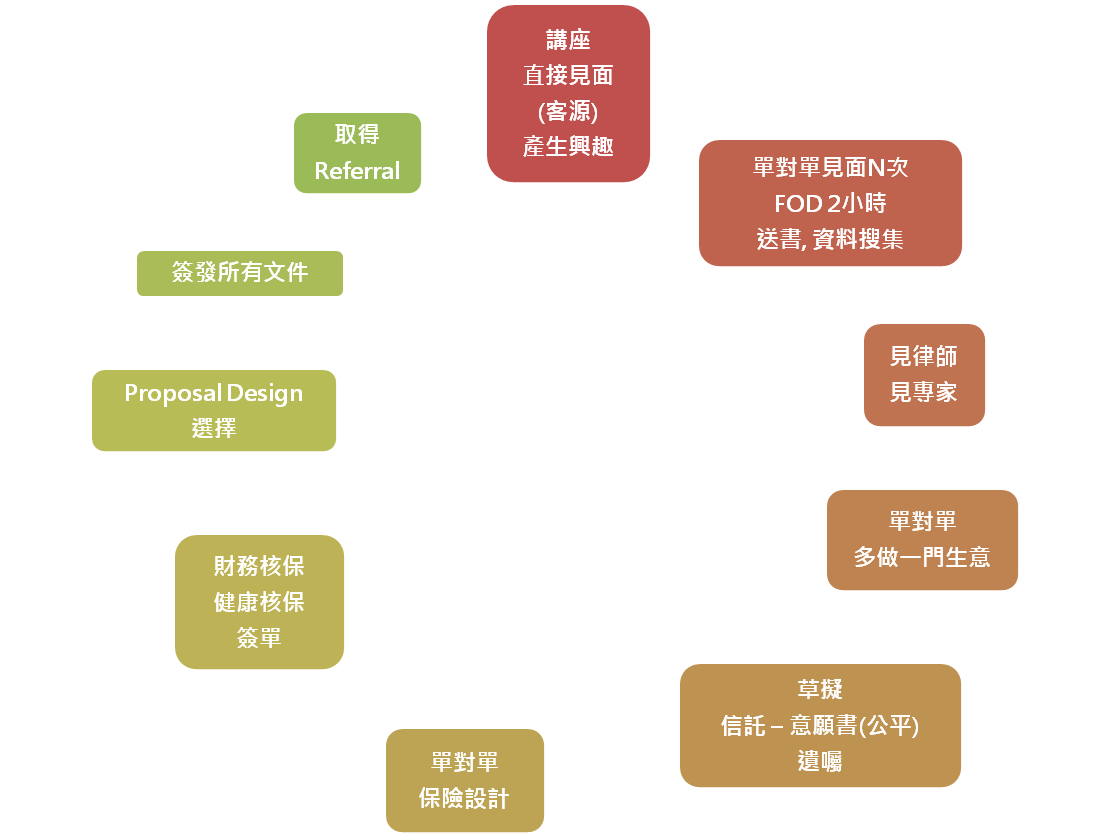 講座
直接見面
(客源)
產生興趣
單對單見面N次
FOD 2小時
送書, 資料搜集
見律師
見專家
單對單
多做一門生意
草擬
信託 – 意願書(公平)
遺囑
單對單
保險設計
財務核保
健康核保
簽單
Proposal Design
選擇
簽發所有文件
取得
Referral